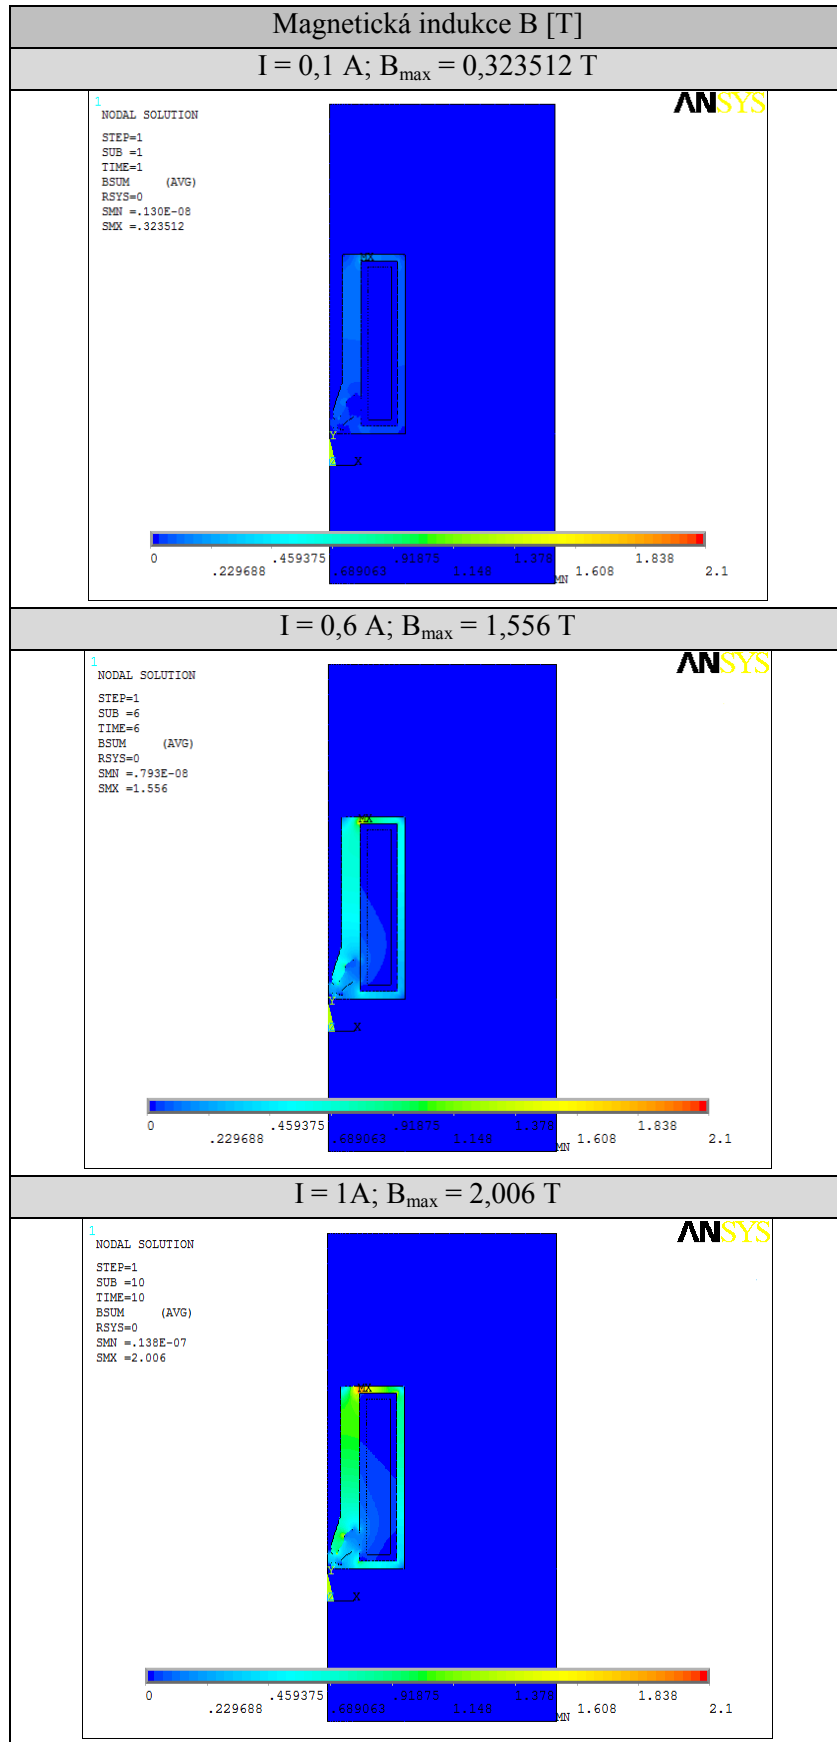 Magnetická indukce B [T]
I = 0,1 A; Bmax = 0,323512 T
1
ANSYS
NODAL SOLUTION
STEP=1
SUB =1
TIME=1
BSUM (AVG)
RSYS=0
SMN =.130E-08
SMX =.323512
MX
Y
X
0 .459375 .91875 1.378 1.838
.229688 .689063 1.148 MN 1.608 2.1
I = 0,6 A; Bmax = 1,556 T
1
ANSYS
NODAL SOLUTION
STEP=1
SUB =6
TIME=6
BSUM (AVG)
RSYS=0
SMN =.793E-08
SMX =1.556
MX
Y
X
0 .459375 .91875 1.378 1.838
.229688 .689063 1.148 MN 1.608 2.1
I = 1A; Bmax = 2,006 T
1
ANSYS
NODAL SOLUTION
STEP=1
SUB =10
TIME=10
BSUM (AVG)
RSYS=0
SMN =.138E-07
SMX =2.006
MX
Y
X
0 .459375 .91875 1.378 1.838
.229688 .689063 1.148 MN 1.608 2.1